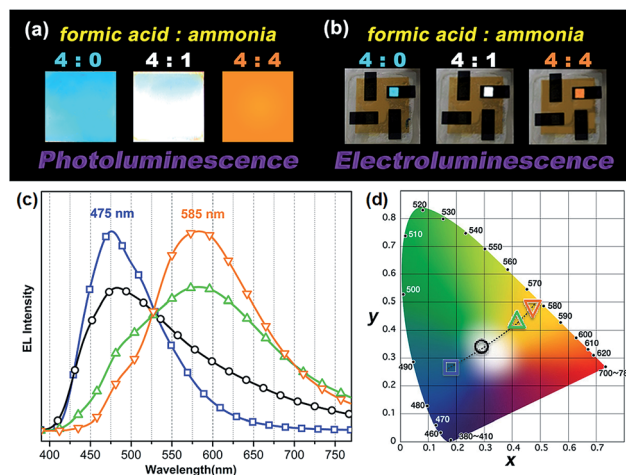 (a)
formic acid : ammonia
4 : 0 4 : 1 4 : 4
Photoluminescence
(b)
formic acid : ammonia
4 : 0 4 : 1 4 : 4
Electroluminescence
(c)
475 nm 585 nm
EL Intensity
400 450 500 550 600 650 700 750
Wavelength(nm)
(d)
0.8
0.7
0.6
0.5
0.4
0.3
0.2
0.1
0
y
520
530
540
550
560
570
580
590
600
610
620
700~78
510
500
490
480
470
460
380~410
0 0.1 0.2 0.3 0.4 0.5 0.6 0.7 0.8
x